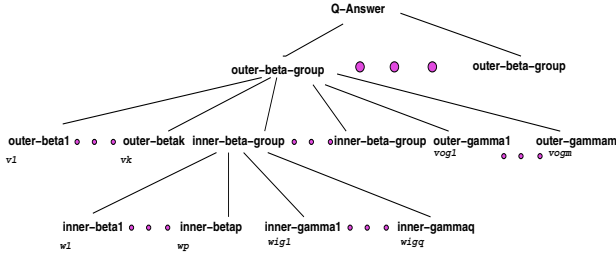 Q-Answer
outer-beta-group outer-beta-group
outer-beta1 outer-betak inner-beta-group inner-beta-group outer-gamma1 outer-gammam
v1 vk vog1 vogm
inner-beta1 inner-betap inner-gamma1 inner-gammaq
w1 wp wig1 wigq